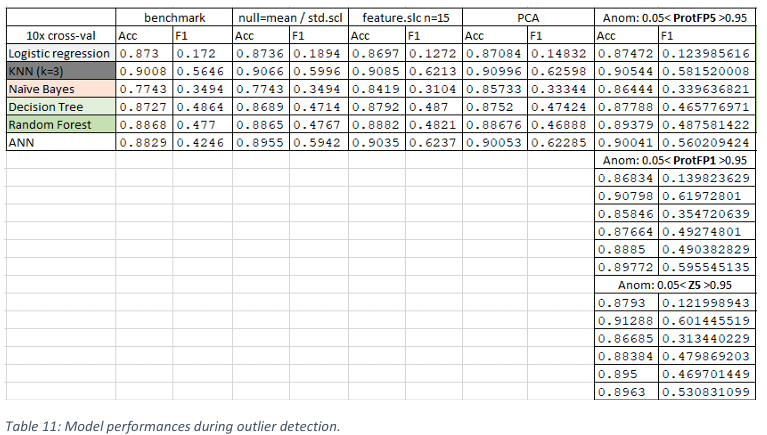 benchmark null=mean / std.scl feature.slc n=15 PCA Anom: 0.05< ProtFP5 >0.95
10x cross-val Acc F1 Acc F1 Acc F1 Acc F1 Acc F1
Logistic regression 0.873 0.172 0.8736 0.1894 0.8697 0.1272 0.87084 0.14832 0.87472 0.123985616
KNN (k=3) 0.9008 0.5646 0.9066 0.5996 0.9085 0.6213 0.90996 0.62598 0.90544 0.581520008
Naïve Bayes 0.7743 0.3494 0.7743 0.3494 0.8419 0.3104 0.85733 0.33344 0.86444 0.339636821
Decision Tree 0.8727 0.4864 0.8689 0.4714 0.8792 0.487 0.8752 0.47424 0.87788 0.465776971
Random Forest 0.8868 0.477 0.8865 0.4767 0.8882 0.4821 0.88676 0.46888 0.89379 0.487581422
ANN 0.8829 0.4246 0.8955 0.5942 0.9035 0.6237 0.90053 0.62285 0.90041 0.560209424
Anom: 0.05< ProtFP1 >0.95
0.86834 0.139823629
0.90798 0.61972801
0.85846 0.354720639
0.87664 0.49274801
0.8885 0.490382829
0.89772 0.595545135
Anom: 0.05< Z5 >0.95
0.8793 0.121998943
0.91288 0.601445519
0.86685 0.313440229
0.88384 0.479869203
0.895 0.469701449
0.8963 0.530831099
Table 11: Model performances during outlier detection.